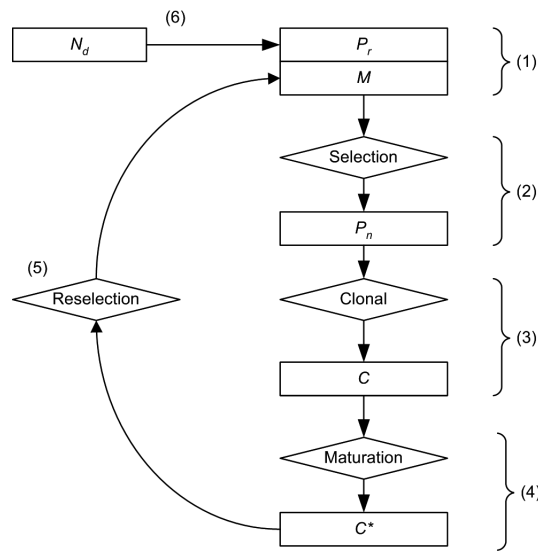 (6)
N_d
P_r
(1)
M
Selection
(2)
P_n
(5)
Reselection
Clonal
(3)
C
Maturation
(4)
C*